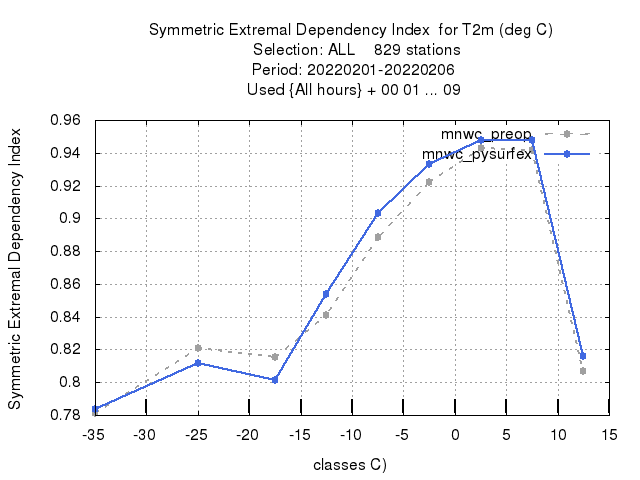 Symmetric Extremal Dependency Index  for T2m (deg C)
Selection: ALL    829 stations
Period: 20220201-20220206
Used {All hours} + 00 01 ... 09
Symmetric Extremal Dependency Index
0.96
0.94
0.92
0.9
0.88
0.86
0.84
0.82
0.8
0.78
mnwc_preop
mnwc_pysurfex
-35 -30 -25 -20 -15 -10 -5 0 5 10 15
classes C)